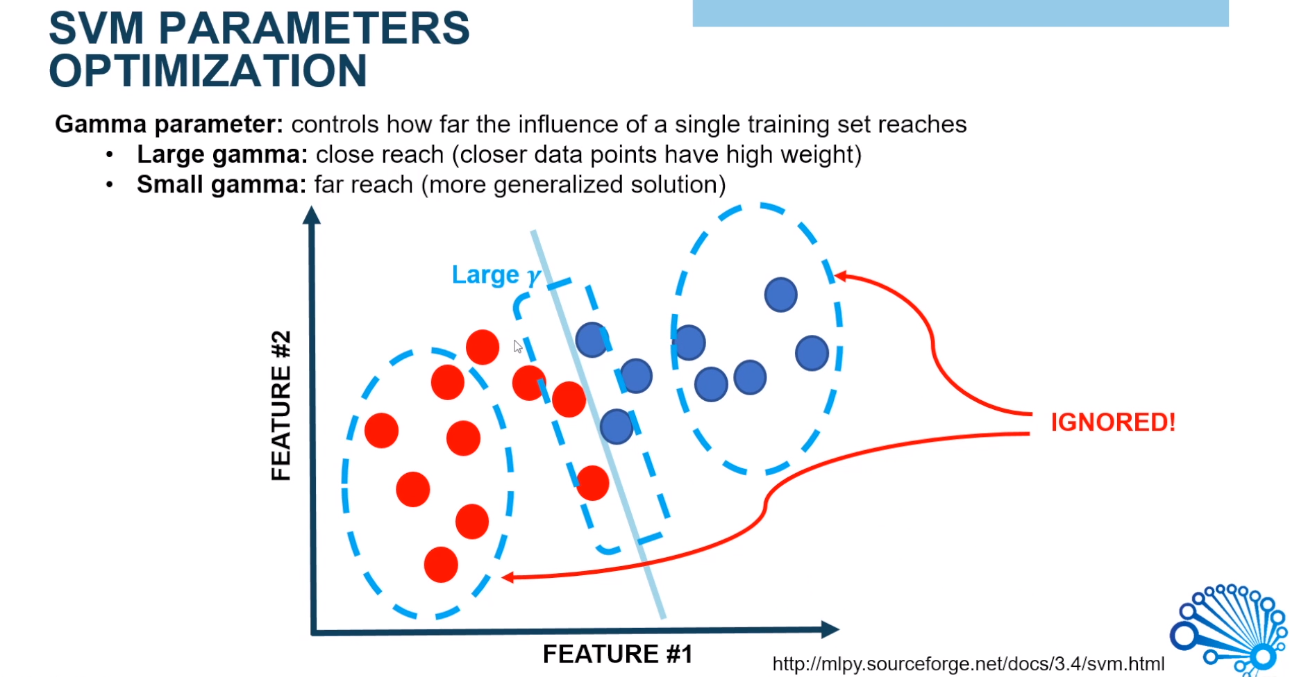 SVM PARAMETERS
OPTIMIZATION
Gamma parameter: controls how far the influence of a single training set reaches
• Large gamma: close reach (closer data points have high weight)
• Small gamma: far reach (more generalized solution)
Large γ
FEATURE #2
IGNORED!
FEATURE #1
http://mlpy.sourceforge.net/docs/3.4/svm.html